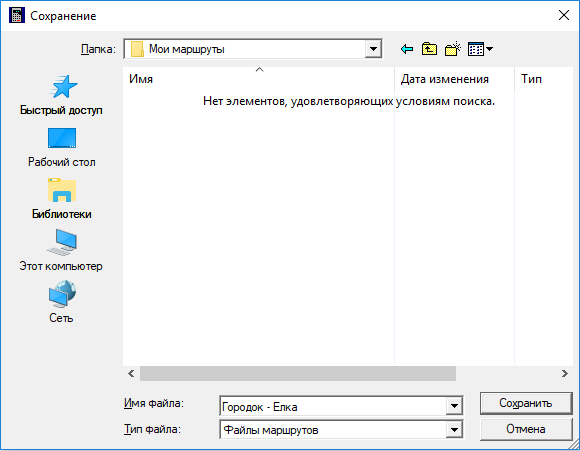 Сохранение
Папка:
Мои маршруты
Имя
Дата изменения
Тип
Нет элементов, удовлетворяющих условиям поиска.
Быстрый доступ
Рабочий стол
Библиотеки
Этот компьютер
Сеть
Имя файла:
Городок - Елка
Сохранить
Тип файла:
Файлы маршрутов
Отмена